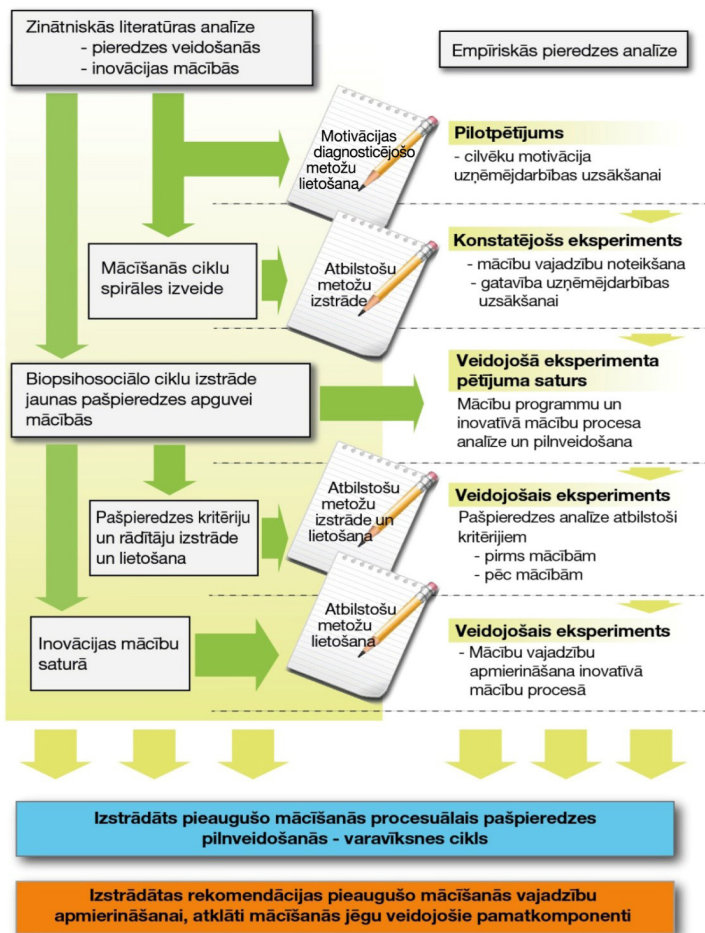 Zinātniskās literatūras analīze
- pieredzes veidošanās
- inovācijas mācībās
Empīriskās pieredzes analīze
Motivācijas
diagnosticējošo
metožu
lietošana
Pilotpētījums
- cilvēku motivācija
uzņēmējdarbības uzsākšanai
Mācīšanās ciklu
spirāles izveide
Atbilstošu
metožu
izstrāde
Konstatējošs eksperiments
- mācību vajadzību noteikšana
- gatavība uzņēmējdarbības
uzsākšanai
Biopsihosociālo ciklu izstrāde
jaunas pašpieredzes apguvei
mācībās
Veidojošā eksperimenta
pētījuma saturs
Mācību programmu un
inovatīvā mācību procesa
analīze un pilnveidošana
Pašpieredzes kritēriju
un rādītāju izstrāde
un lietošana
Atbilstošu
metožu
izstrāde un
lietošana
Veidojošais eksperiments
Pašpieredzes analīze atbilstoši
kritērijiem
- pirms mācībām
- pēc mācībām
Inovācijas mācību
saturā
Atbilstošu
metožu
lietošana
Veidojošais eksperiments
- Mācību vajadzību
apmierināšana inovatīvā
mācību procesā
Izstrādāts pieaugušo mācīšanās procesuālais pašpieredzes
pilnveidošanās - varavīksnes cikls
Izstrādātas rekomendācijas pieaugušo mācīšanās vajadzību
apmierināšanai, atklāti mācīšanās jēgu veidojošie pamatkomponenti